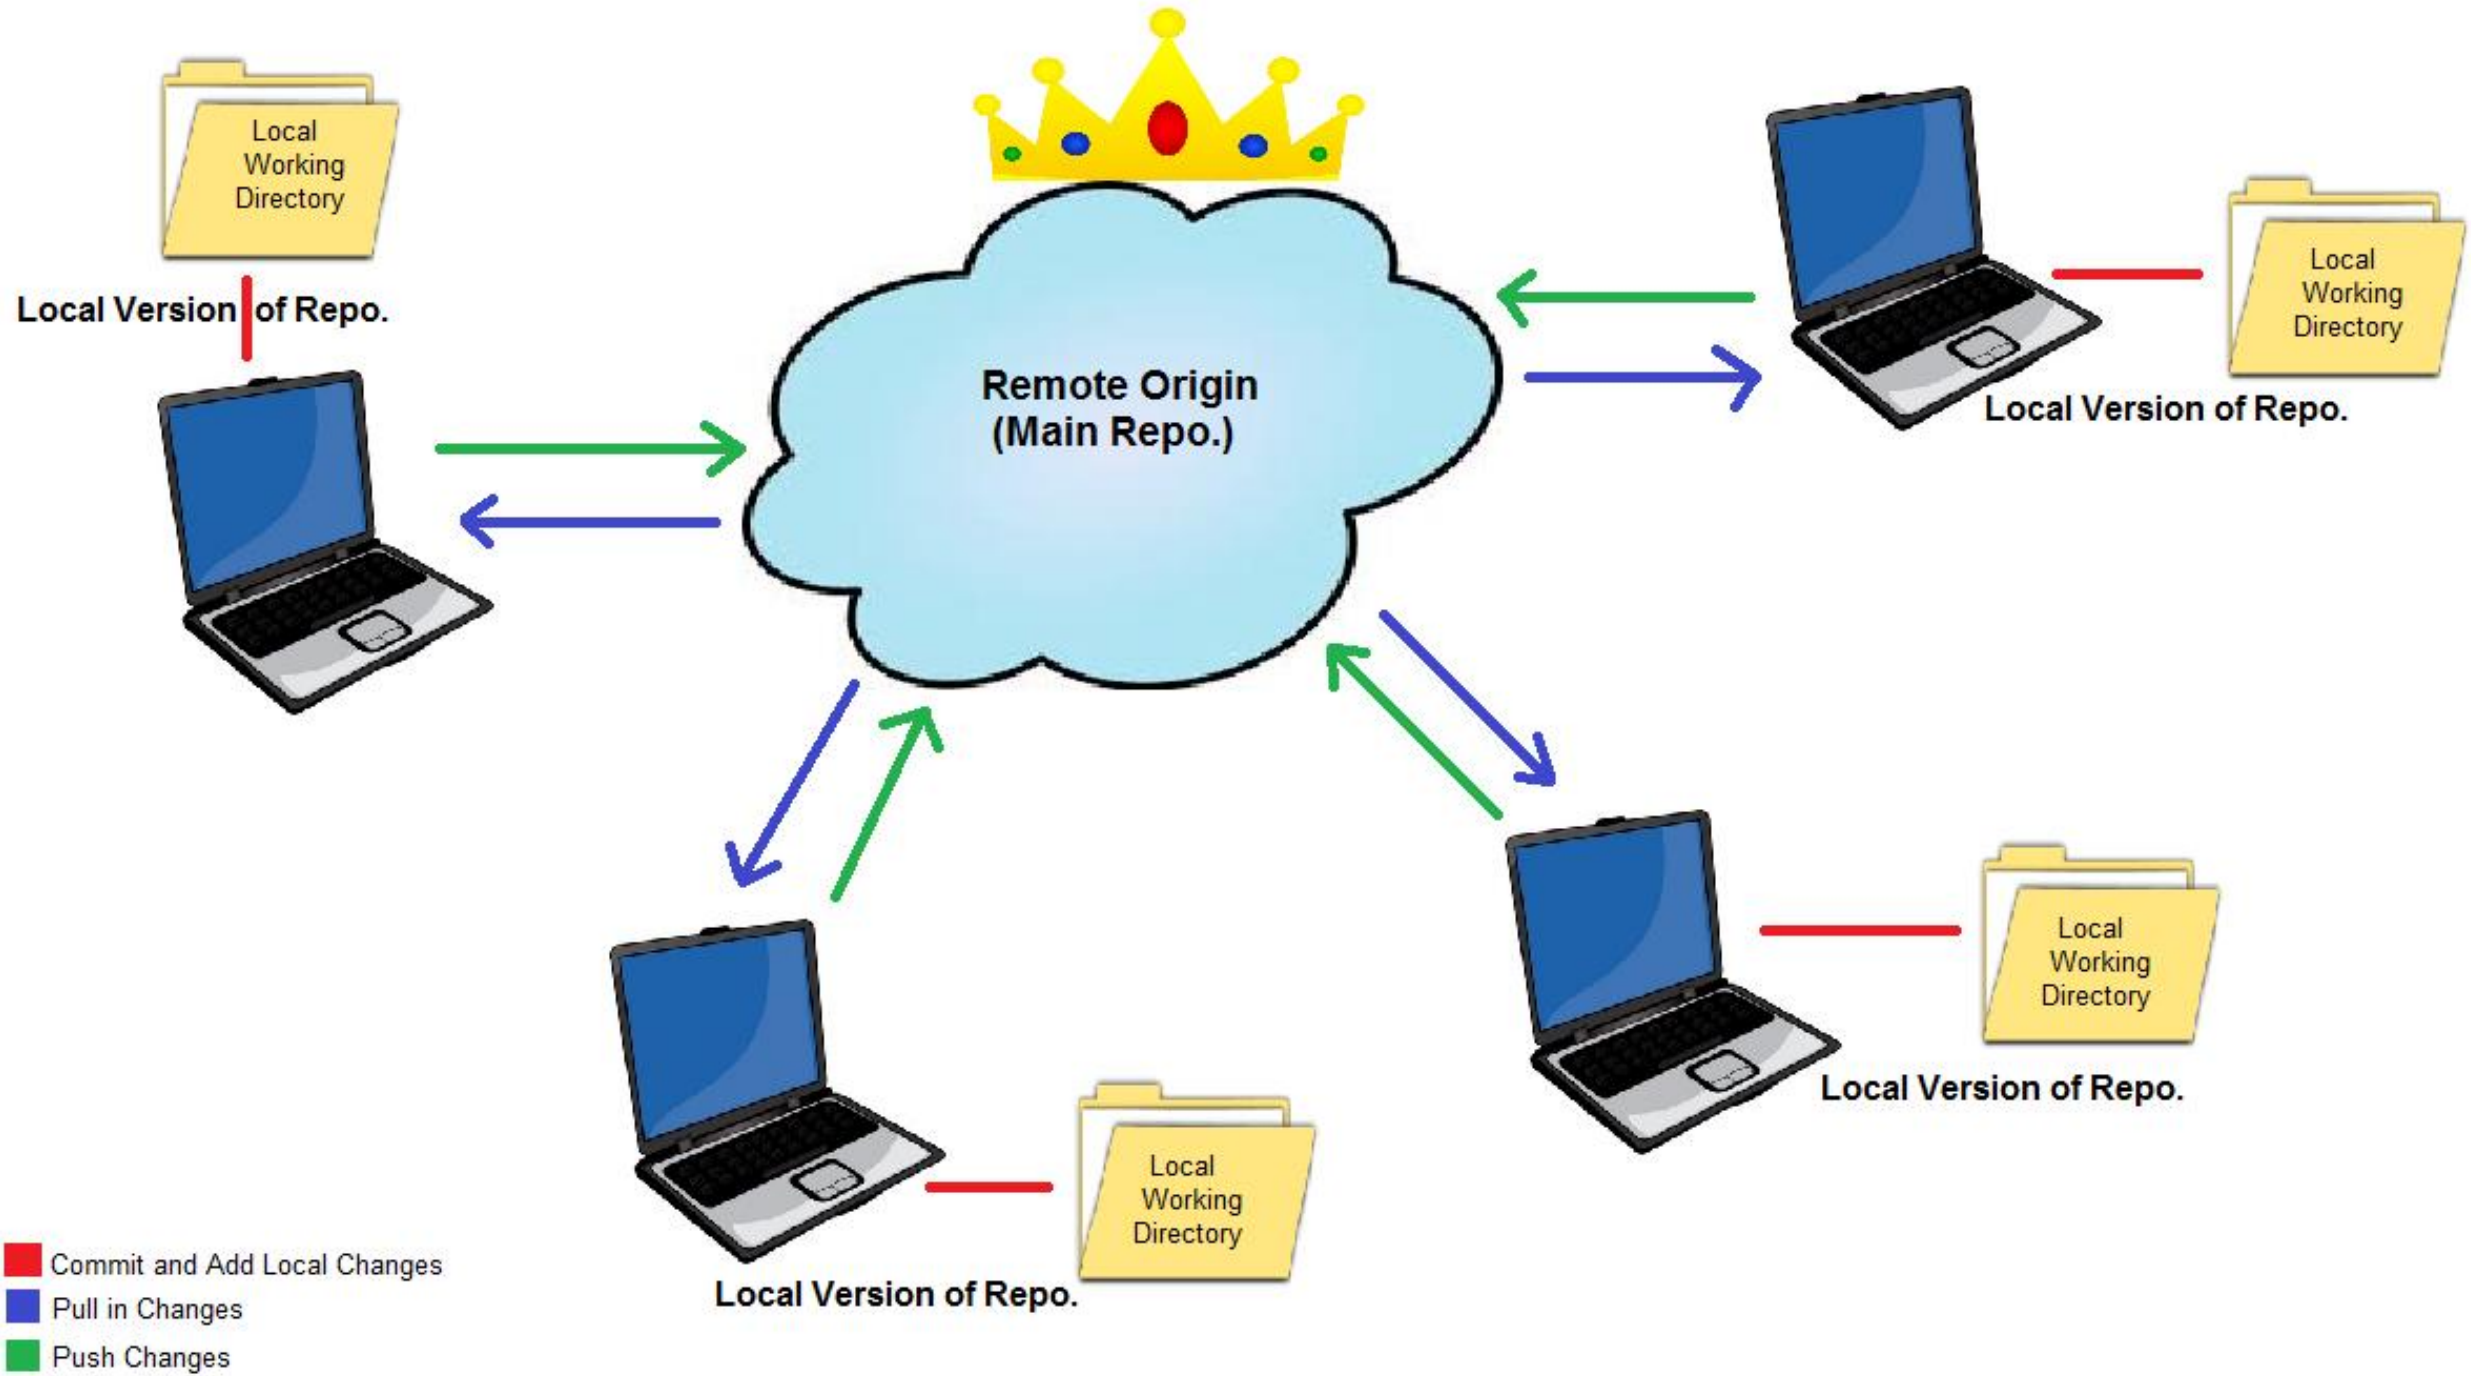 Local
Working
Directory
Local Version of Repo.
Remote Origin
(Main Repo.)
Local
Working
Directory
Local Version of Repo.
Local
Working
Directory
Local Version of Repo.
Local
Working
Directory
Local Version of Repo.
Commit and Add Local Changes
Pull in Changes
Push Changes